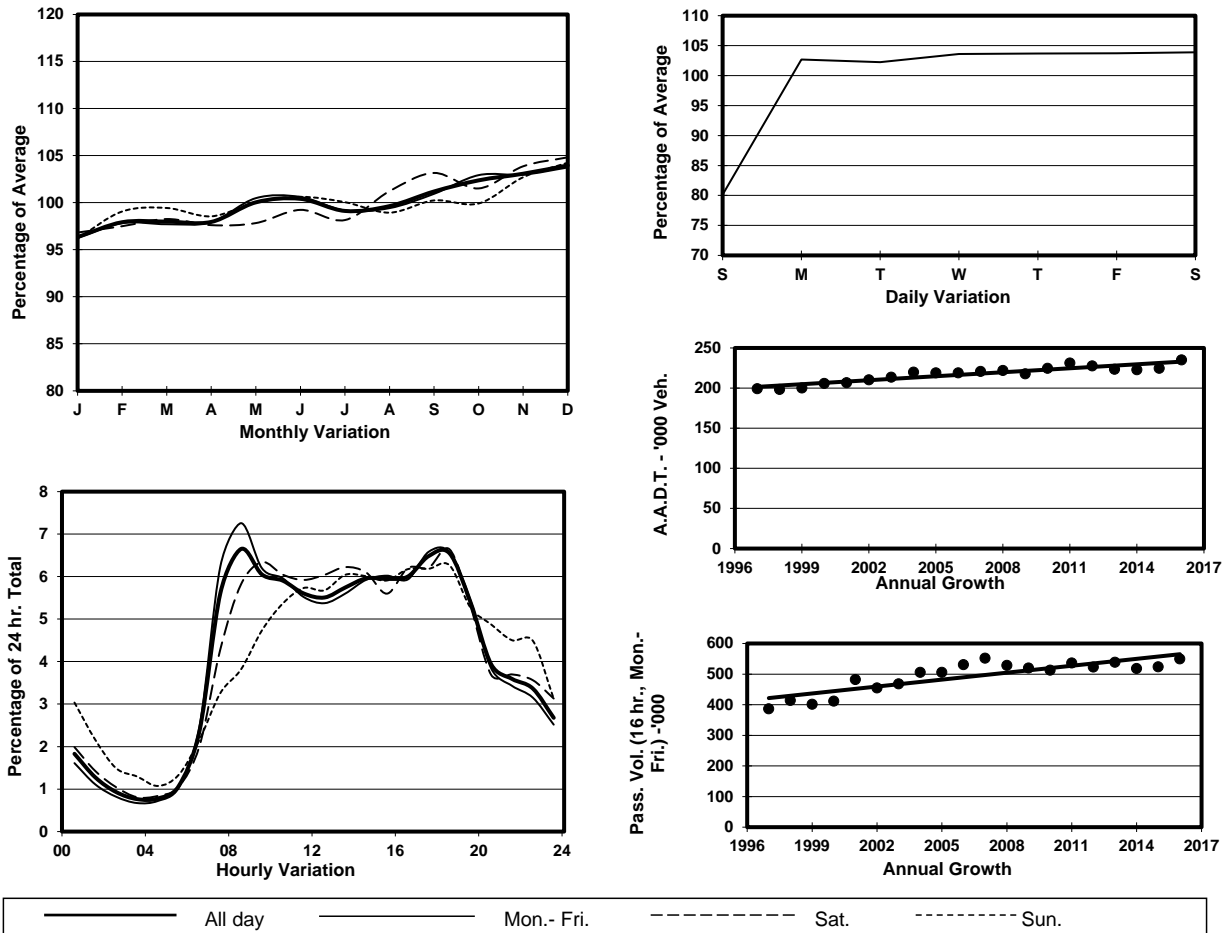 120
115
110
105
100
95
90
85
80
Percentage of Average
J F M A M J J A S O N D
Monthly Variation
110
105
100
95
90
85
80
75
70
Percentage of Average
S M T W T F S
Daily Variation
250
200
150
100
50
0
A.A.D.T. - '000 Veh.
1996 1999 2002 2005 2008 2011 2014 2017
Annual Growth
8
7
6
5
4
3
2
1
0
Percentage of 24 hr. Total
00 04 08 12 16 20 24
Hourly Variation
600
500
400
300
200
100
0
Pass. Vol. (16 hr., Mon.-
Fri.) -'000
1996 1999 2002 2005 2008 2011 2014 2017
Annual Growth
All day Mon.- Fri. Sat. Sun.